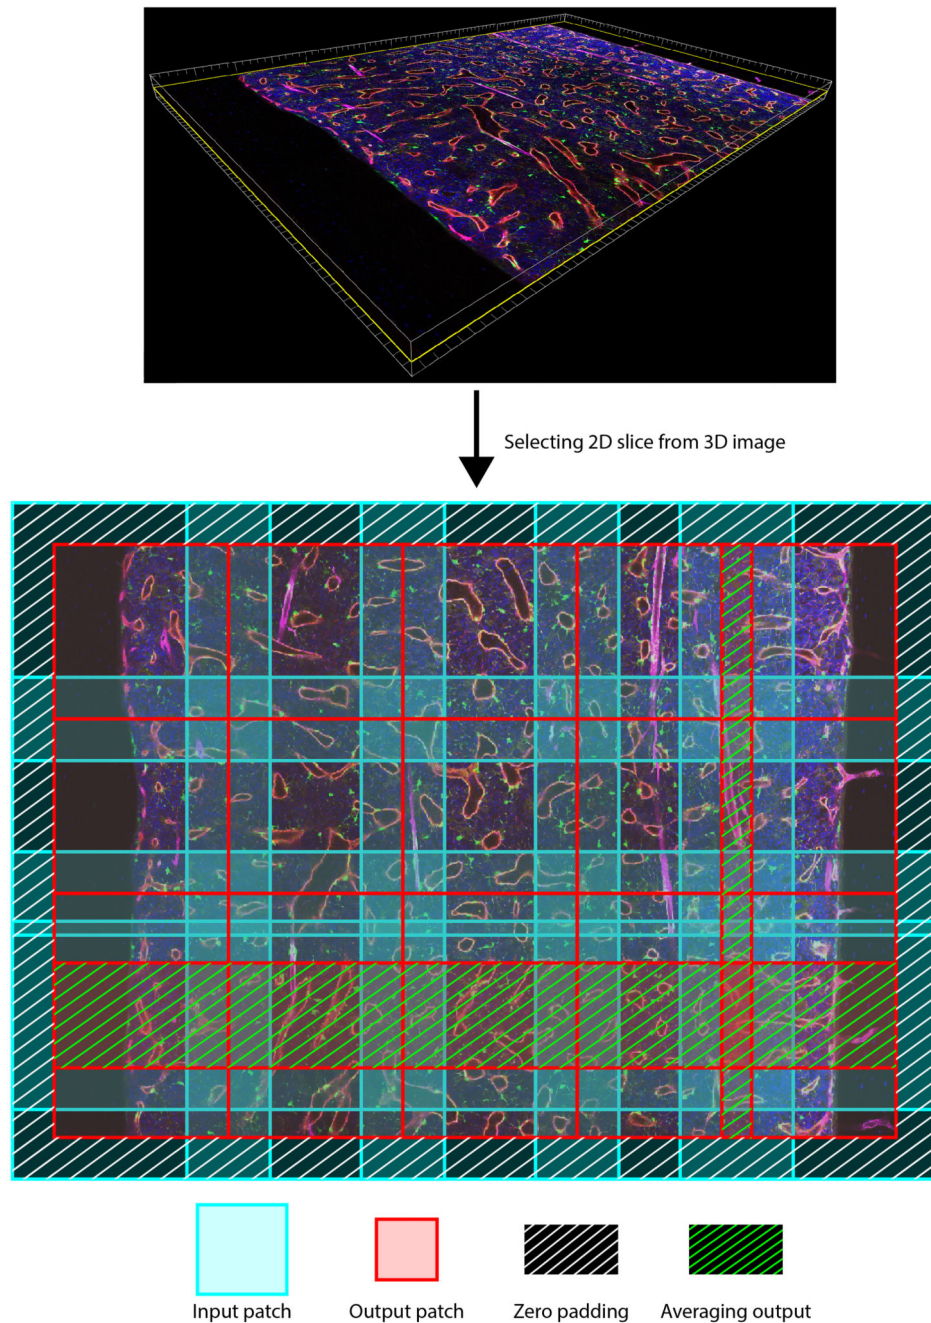 Selecting 2D slice from 3D image
Input patch
Output patch
Zero padding
Averaging output